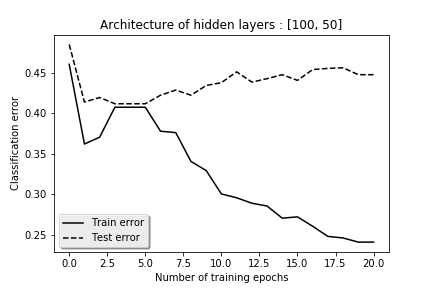 Architecture of hidden layers : [100, 50]
Classification error
0.45
0.40
0.35
0.30
0.25
Train error
Test error
0.0 2.5 5.0 7.5 10.0 12.5 15.0 17.5 20.0
Number of training epochs